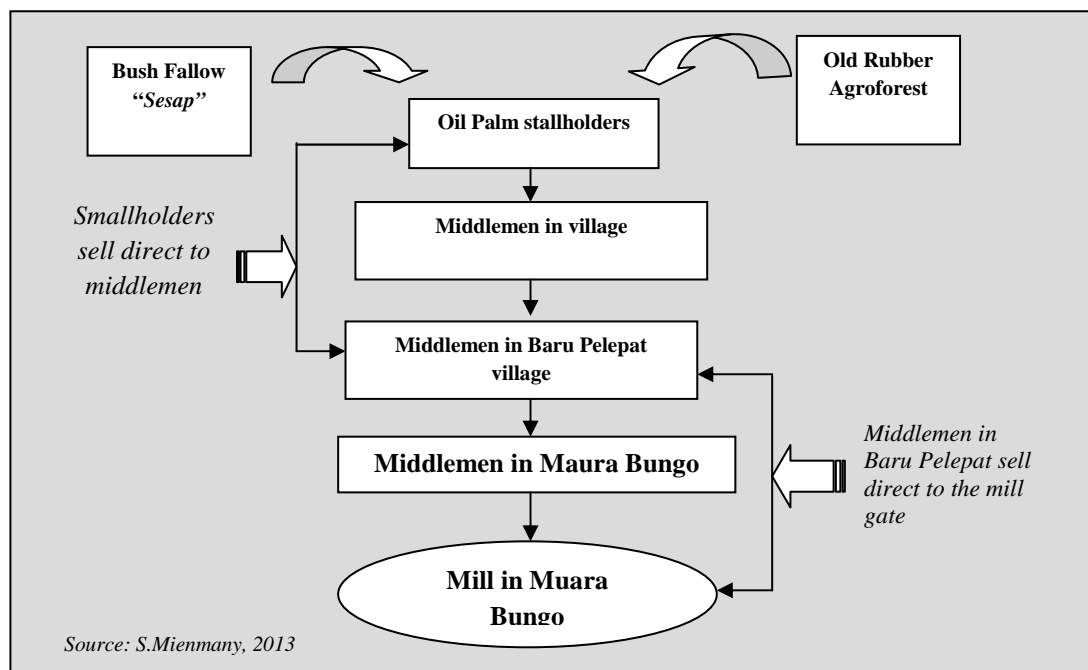 Bush Fallow
“Sesap”
Old Rubber
Agroforest
Oil Palm stallholders
Smallholders
sell direct to
middlemen
Middlemen in village
Middlemen in Baru Pelepat
village
Middlemen in Maura Bungo
Middlemen in
Baru Pelepat sell
direct to the mill
gate
Mill in Muara
Bungo
Source: S.Mienmany, 2013